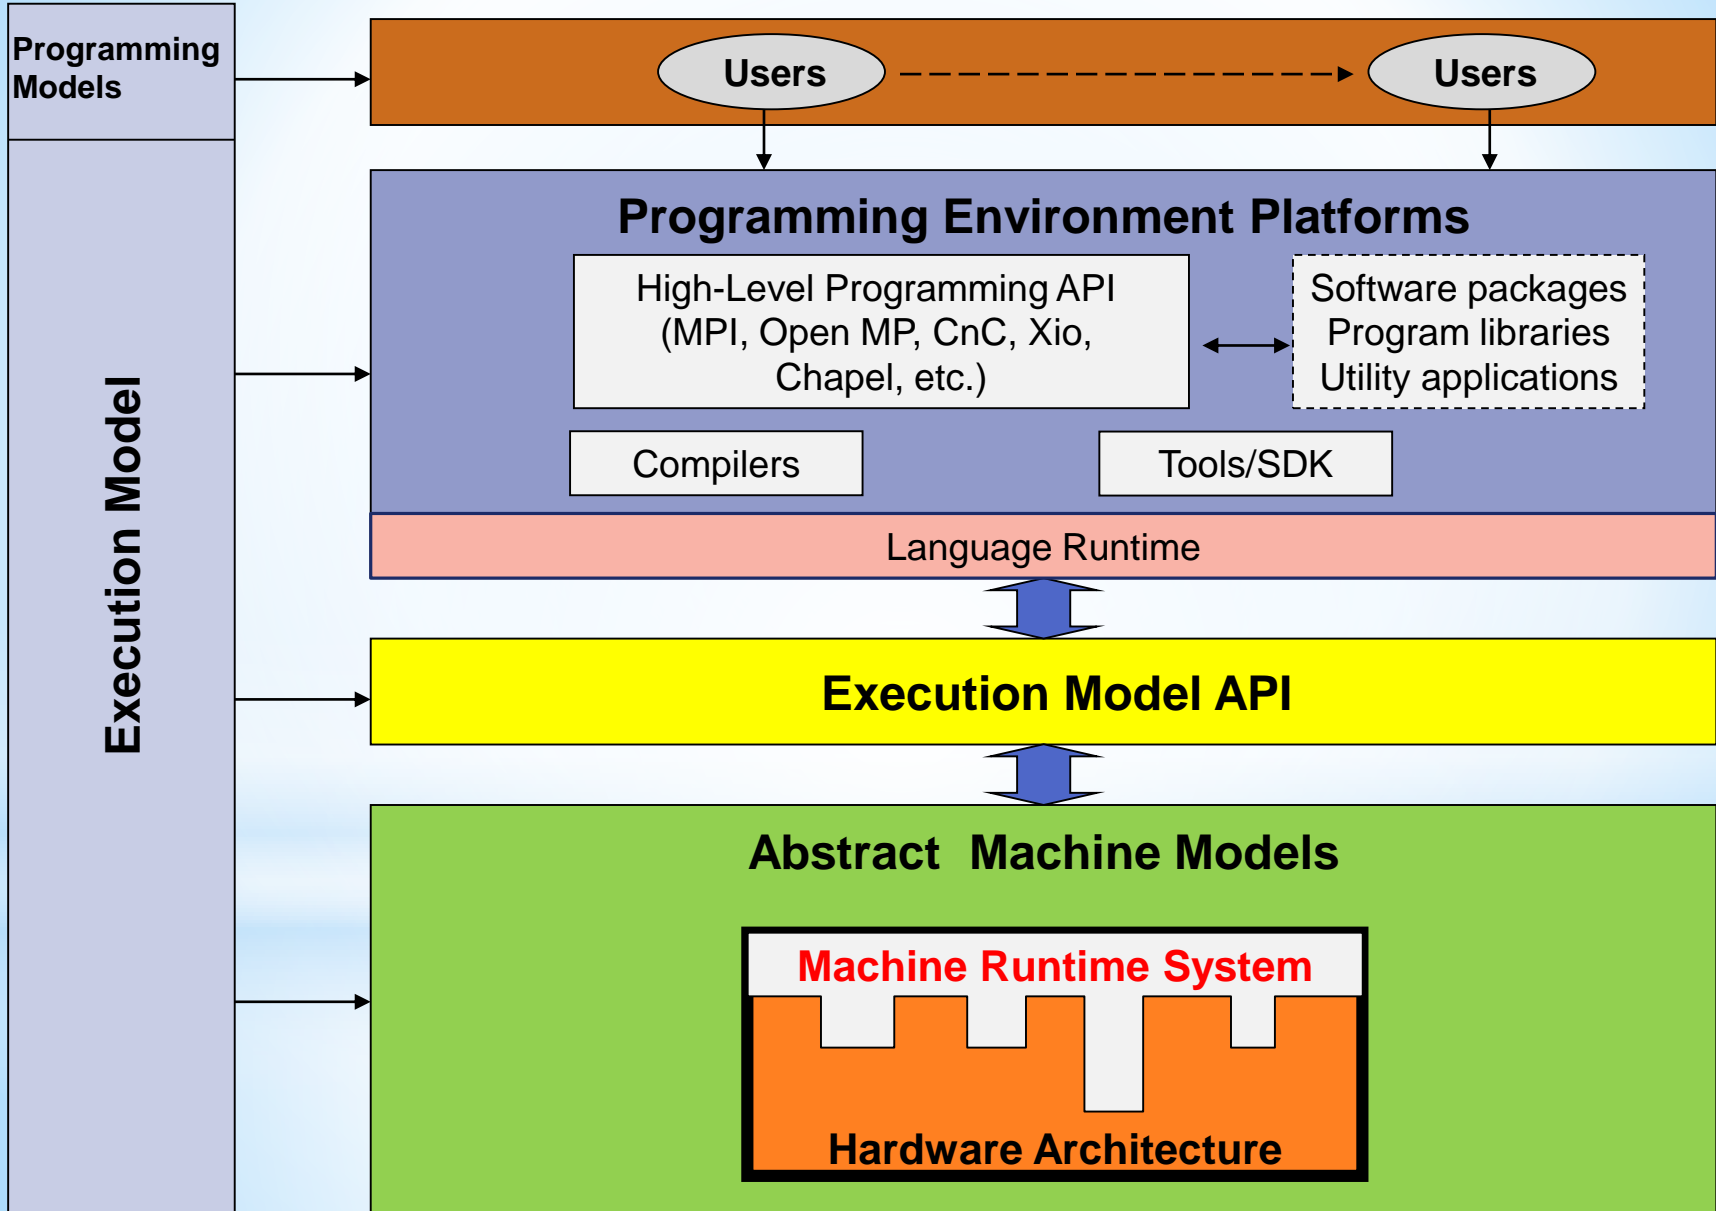 Programming
Models
Users
Users
Programming Environment Platforms
High-Level Programming API
(MPI, Open MP, CnC, Xio,
Chapel, etc.)
Software packages
Program libraries
Utility applications
Compilers
Tools/SDK
Language Runtime
Execution Model
Execution Model API
Abstract Machine Models
Machine Runtime System
Hardware Architecture